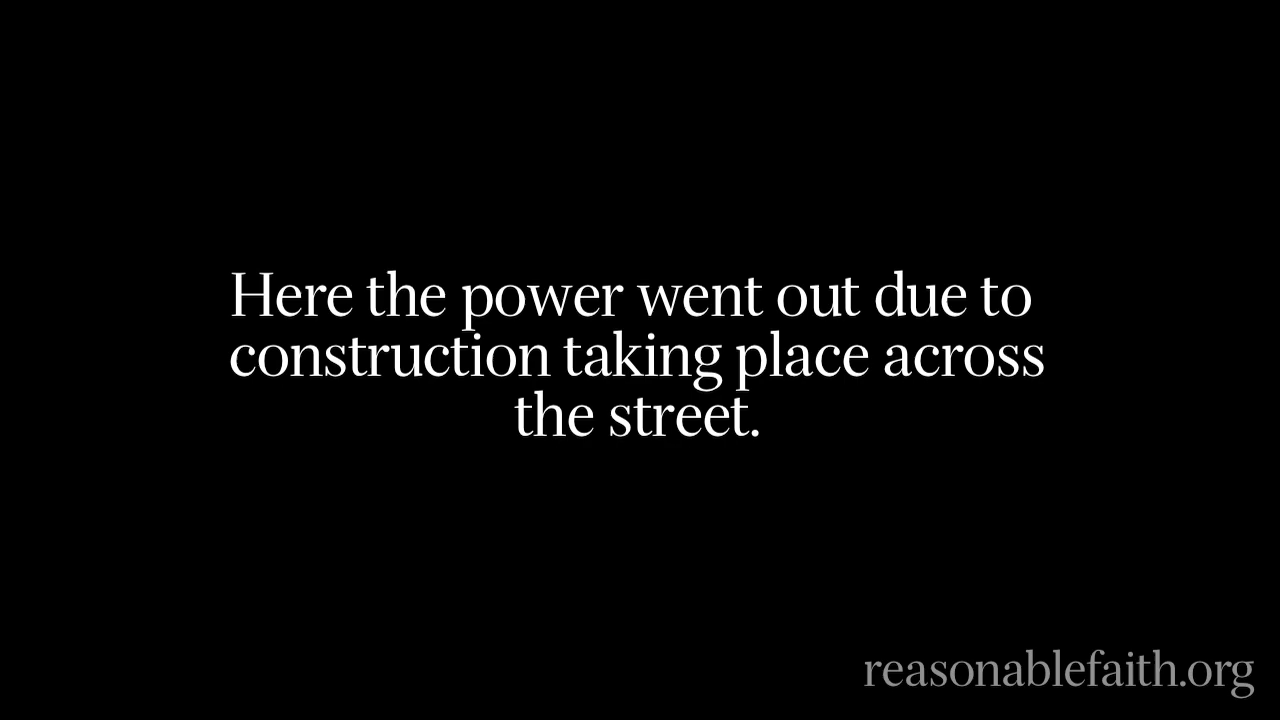 Here the power went out due to
construction taking place across
the street.
reasonablefaith.org